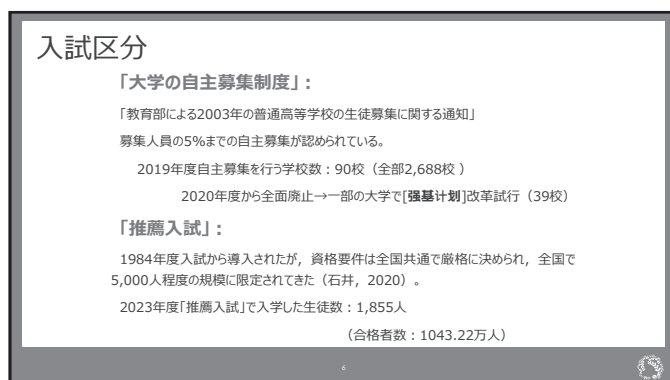 入試区分
「大学の自主募集制度」:
「教育部による2003年の普通高等学校の生徒募集に関する通知」
募集人員の5%までの自主募集が認められている。
2019年度自主募集を行う学校数:90校(全部2,688校 )
2020年度から全面廃止→一部の大学で[强基计划]改革試行(39校)
「推薦入試」:
1984年度入試から導入されたが,資格要件は全国共通で厳格に決められ,全国で
5,000人程度の規模に限定されてきた(石井,2020)。
2023年度「推薦入試」で入学した生徒数:1,855人
(合格者数:1043.22万人)
6